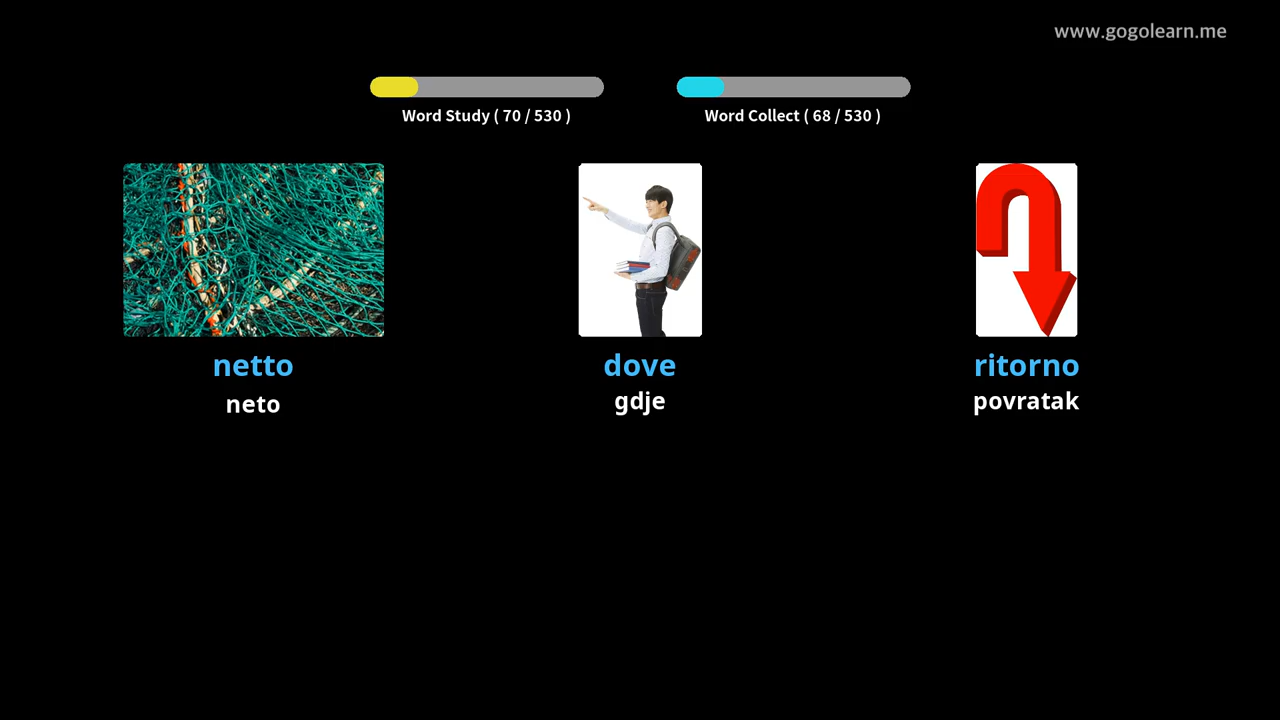 www.gogolearn.me
Word Study ( 70 / 530 )
Word Collect ( 68 / 530 )
netto
neto
dove
gdje
ritorno
povratak